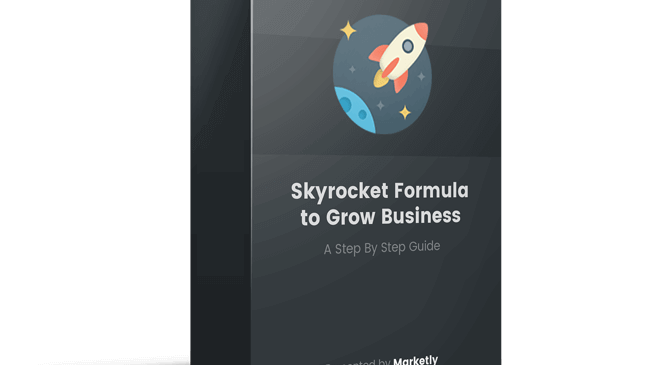 Skyrocket Formula
to Grow Business
A Step By Step Guide
by Marketly